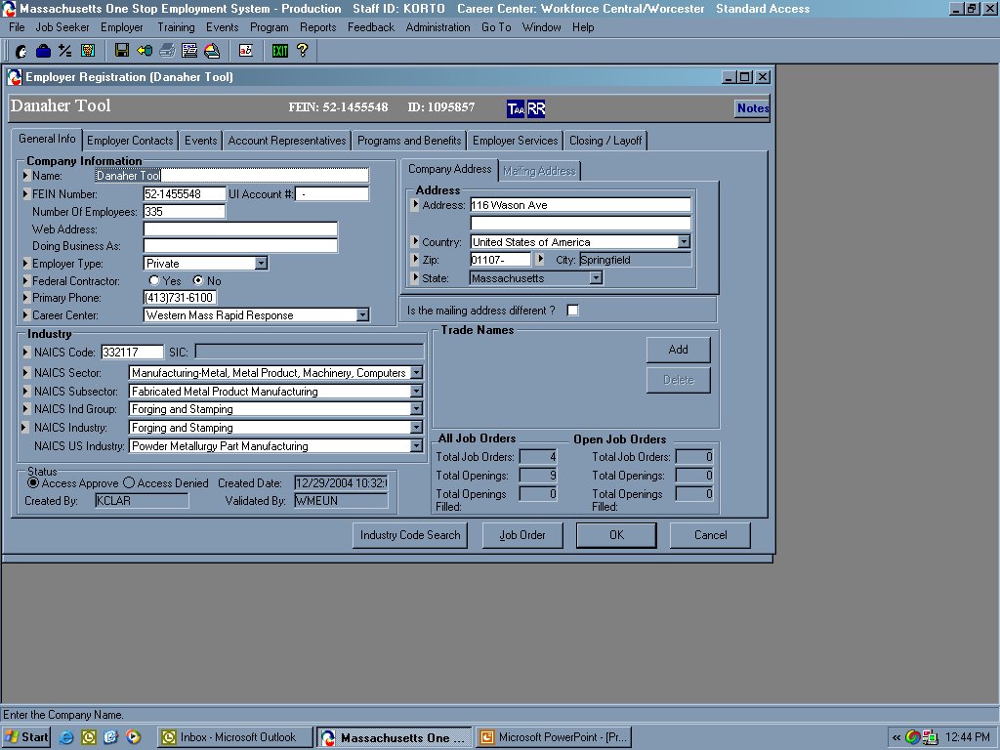 Massachusetts One Stop Employment System - Production Staff ID: KORTO Career Center: Workforce Central/Worcester Standard Access
File Job Seeker Employer Training Events Program Reports Feedback Administration Go To Window Help
EXIT ?
Employer Registration (Danaher Tool)
Danaher Tool FEIN: 52-1455548 ID: 1095857 TAA RR Notes
General Info Employer Contacts Events Account Representatives Programs and Benefits Employer Services Closing / Layoff
Company Information
Name: Danaher Tool
FEIN Number: 52-1455548 UI Account #: -
Number Of Employees: 335
Web Address:
Doing Business As:
Employer Type: Private
Federal Contractor: Yes No
Primary Phone: (413)731-6100
Career Center: Western Mass Rapid Response
Company Address Mailing Address
Address
Address: 116 Wason Ave
Country: United States of America
Zip: 01107- City: Springfield
State: Massachusetts
Is the mailing address different ?
Industry
NAICS Code: 332117 SIC:
NAICS Sector: Manufacturing-Metal, Metal Product, Machinery, Computers
NAICS Subsector: Fabricated Metal Product Manufacturing
NAICS Ind Group: Forging and Stamping
NAICS Industry: Forging and Stamping
NAICS US Industry: Powder Metallurgy Part Manufacturing
Trade Names
Add
Delete
Status
Access Approve Access Denied Created Date: 12/29/2004 10:32:
Created By: KCLAR Validated By: WMEUN
All Job Orders Open Job Orders
Total Job Orders: 4 Total Job Orders: 0
Total Openings: 9 Total Openings: 0
Total Openings Filled: 0 Total Openings Filled: 0
Industry Code Search Job Order OK Cancel
Enter the Company Name.
Start Inbox - Microsoft Outlook Massachusetts One ... Microsoft PowerPoint - [Pr... « 12:44 PM